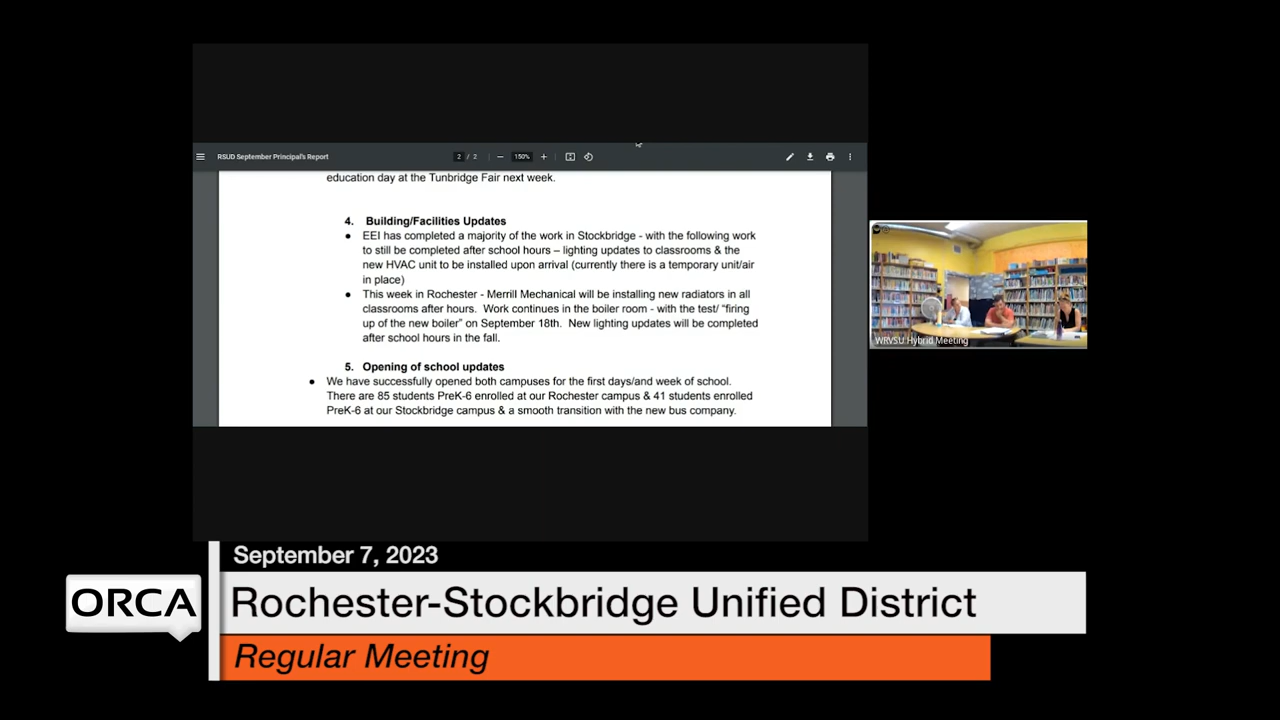 RSUD September Principal's Report
2 / 2
150%
education day at the Tunbridge Fair next week.
4. Building/Facilities Updates
● EEI has completed a majority of the work in Stockbridge - with the following work
to still be completed after school hours – lighting updates to classrooms & the
new HVAC unit to be installed upon arrival (currently there is a temporary unit/air
in place)
● This week in Rochester - Merrill Mechanical will be installing new radiators in all
classrooms after hours. Work continues in the boiler room - with the test/ “firing
up of the new boiler” on September 18th. New lighting updates will be completed
after school hours in the fall.
5. Opening of school updates
● We have successfully opened both campuses for the first days/and week of school.
There are 85 students PreK-6 enrolled at our Rochester campus & 41 students enrolled
PreK-6 at our Stockbridge campus & a smooth transition with the new bus company.
WRVSU Hybrid Meeting
September 7, 2023
ORCA
Rochester-Stockbridge Unified District
Regular Meeting